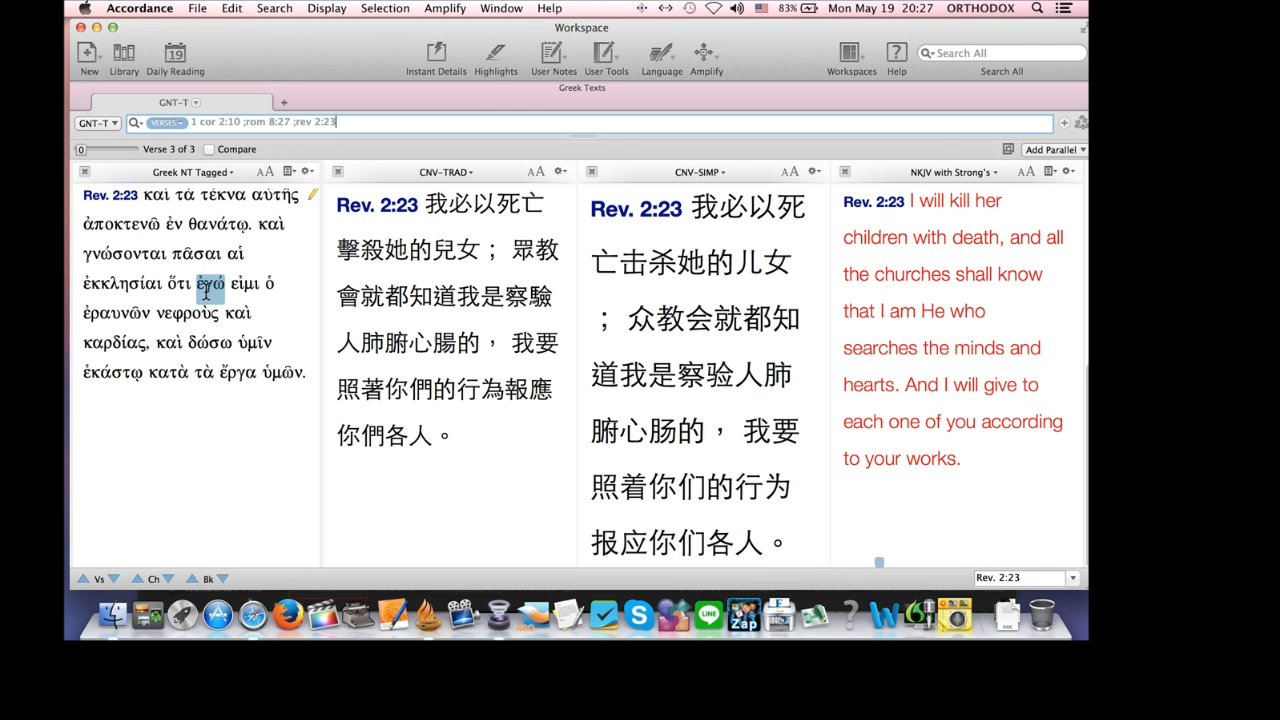 Accordance File Edit Search Display Selection Amplify Window Help 83% Mon May 19 20:27 ORTHODOX
Workspace
New Library Daily Reading Instant Details Highlights User Notes User Tools Language Amplify Workspaces Help Search All
19
Search All
Greek Texts
GNT-T
GNT-T VERSES 1 cor 2:10 ;rom 8:27 ;rev 2:23
0 Verse 3 of 3 Compare Add Parallel
Greek NT Tagged
Rev. 2:23 καὶ τὰ τέκνα αὐτῆς
ἀποκτενῶ ἐν θανάτῳ. καὶ
γνώσονται πᾶσαι αἱ
ἐκκλησίαι ὅτι ἐγώ εἰμι ὁ
ἐραυνῶν νεφροὺς καὶ
καρδίας, καὶ δώσω ὑμῖν
ἑκάστῳ κατὰ τὰ ἔργα ὑμῶν.
CNV-TRAD
Rev. 2:23 我必以死亡
擊殺她的兒女； 眾教
會就都知道我是察驗
人肺腑心腸的， 我要
照著你們的行為報應
你們各人。
CNV-SIMP
Rev. 2:23 我必以死
亡击杀她的儿女
； 众教会就都知
道我是察验人肺
腑心肠的， 我要
照着你们的行为
报应你们各人。
NKJV with Strong's
Rev. 2:23 I will kill her
children with death, and all
the churches shall know
that I am He who
searches the minds and
hearts. And I will give to
each one of you according
to your works.
Vs Ch Bk Rev. 2:23
Zap
LINE
DOC